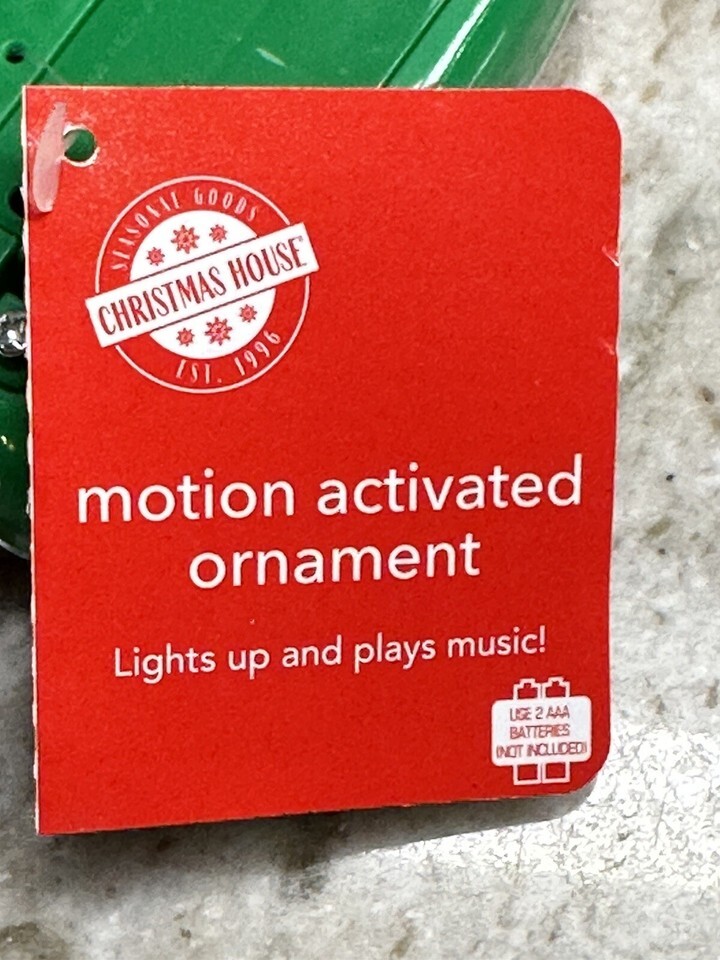 SEASONAL GOODS
CHRISTMAS HOUSE
EST. 1996
motion activated
ornament
Lights up and plays music!
USE 2 AAA
BATTERIES
(NOT INCLUDED)